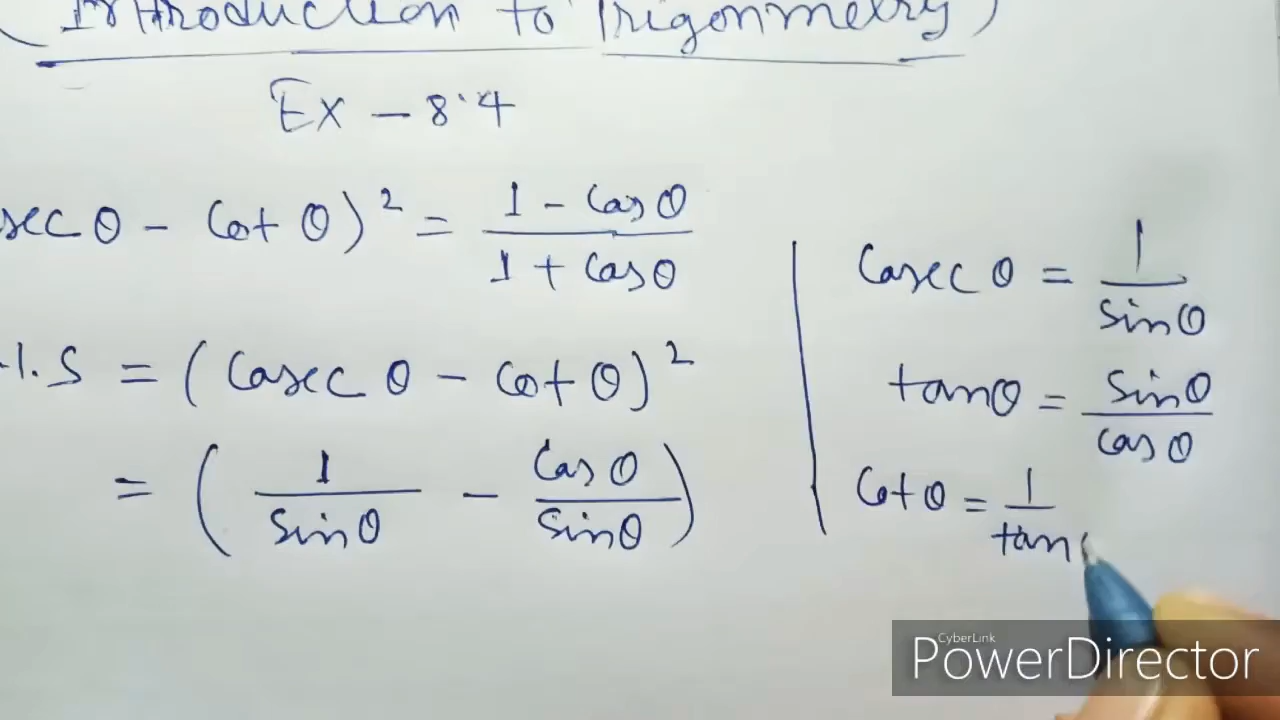 (Introduction to Trigonometry)
Ex - 8.4
sec θ - Cot θ)² = 1 - Cos θ / 1 + Cos θ
H.S = (Cosec θ - Cot θ)²
= (1 / sin θ - Cos θ / sin θ)
Cosec θ = 1 / sin θ
tan θ = sin θ / cos θ
Cot θ = 1 / tan
CyberLink
PowerDirector